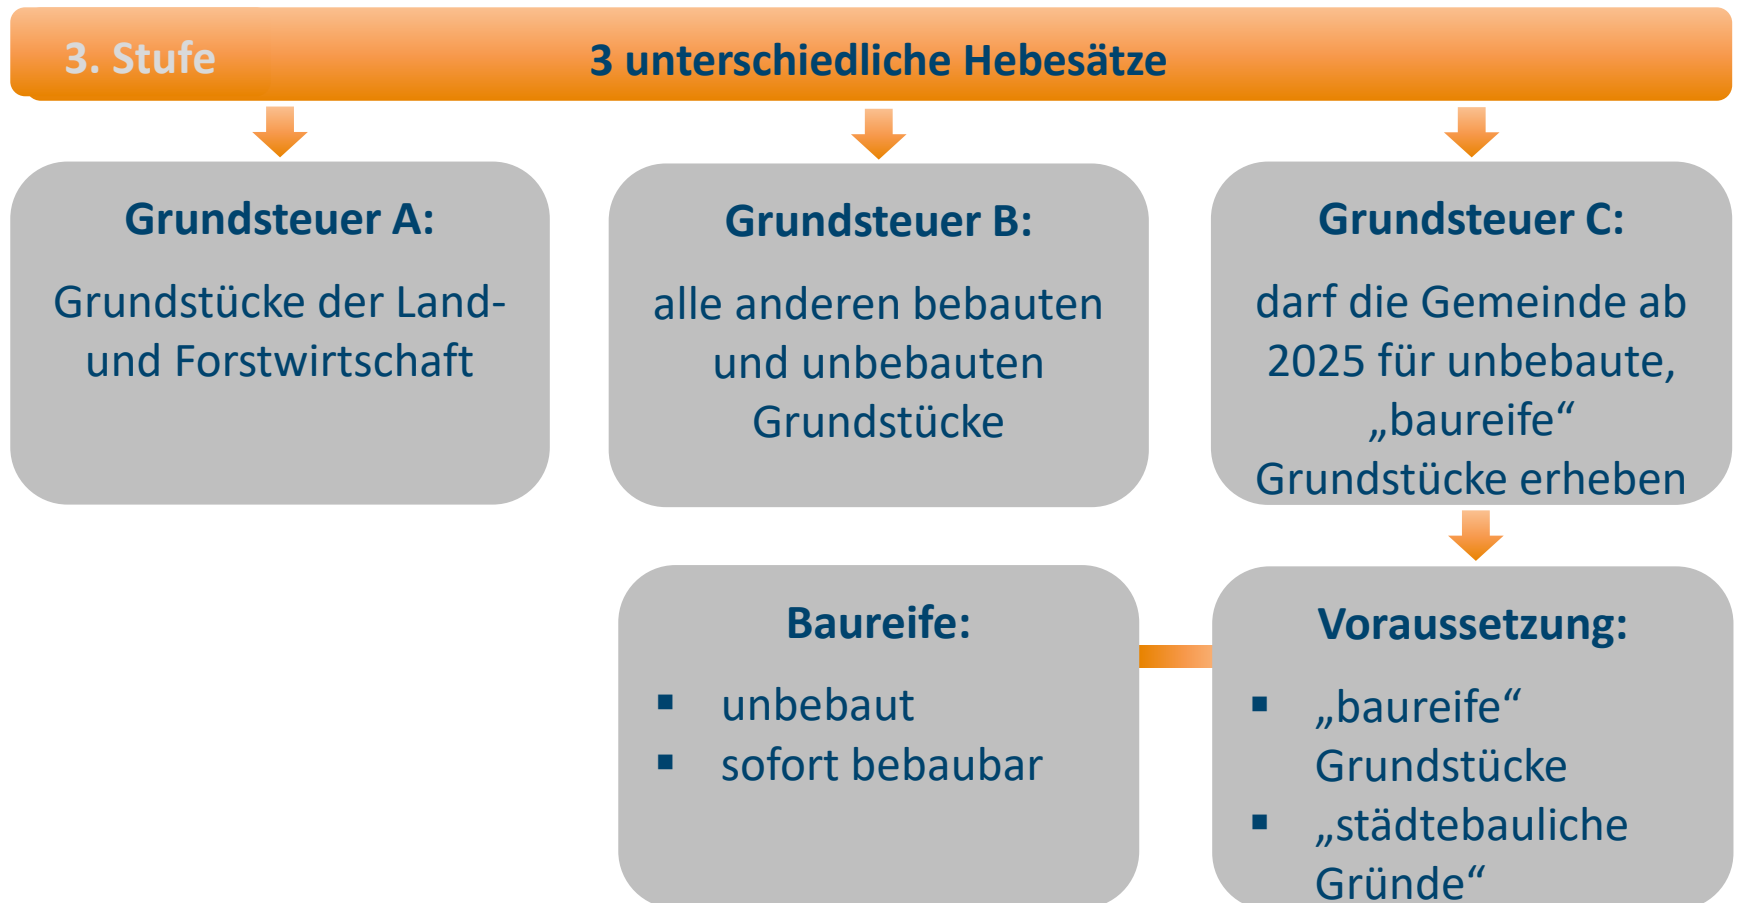 3. Stufe
3 unterschiedliche Hebesätze
Grundsteuer A:
Grundstücke der Land-
und Forstwirtschaft
Grundsteuer B:
alle anderen bebauten
und unbebauten
Grundstücke
Grundsteuer C:
darf die Gemeinde ab
2025 für unbebaute,
„baureife“
Grundstücke erheben
Baureife:
▪ unbebaut
▪ sofort bebaubar
Voraussetzung:
▪ „baureife“
Grundstücke
▪ „städtebauliche
Gründe“